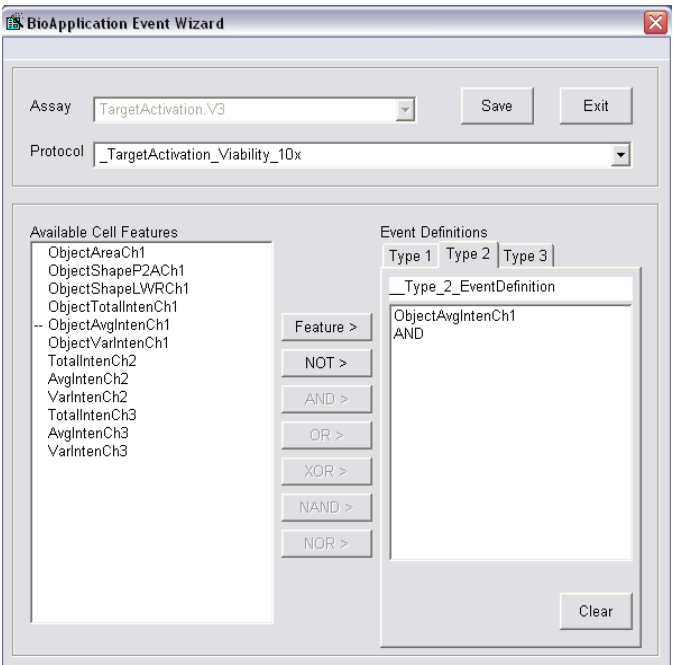 BioApplication Event Wizard
Assay
TargetActivation.V3
Save
Exit
Protocol
_TargetActivation_Viability_10x
Available Cell Features
ObjectAreaCh1
ObjectShapeP2ACh1
ObjectShapeLWRCh1
ObjectTotalIntenCh1
-- ObjectAvgIntenCh1
ObjectVarIntenCh1
TotalIntenCh2
AvgIntenCh2
VarIntenCh2
TotalIntenCh3
AvgIntenCh3
VarIntenCh3
Feature >
NOT >
AND >
OR >
XOR >
NAND >
NOR >
Event Definitions
Type 1 Type 2 Type 3
__Type_2_EventDefinition
ObjectAvgIntenCh1
AND
Clear